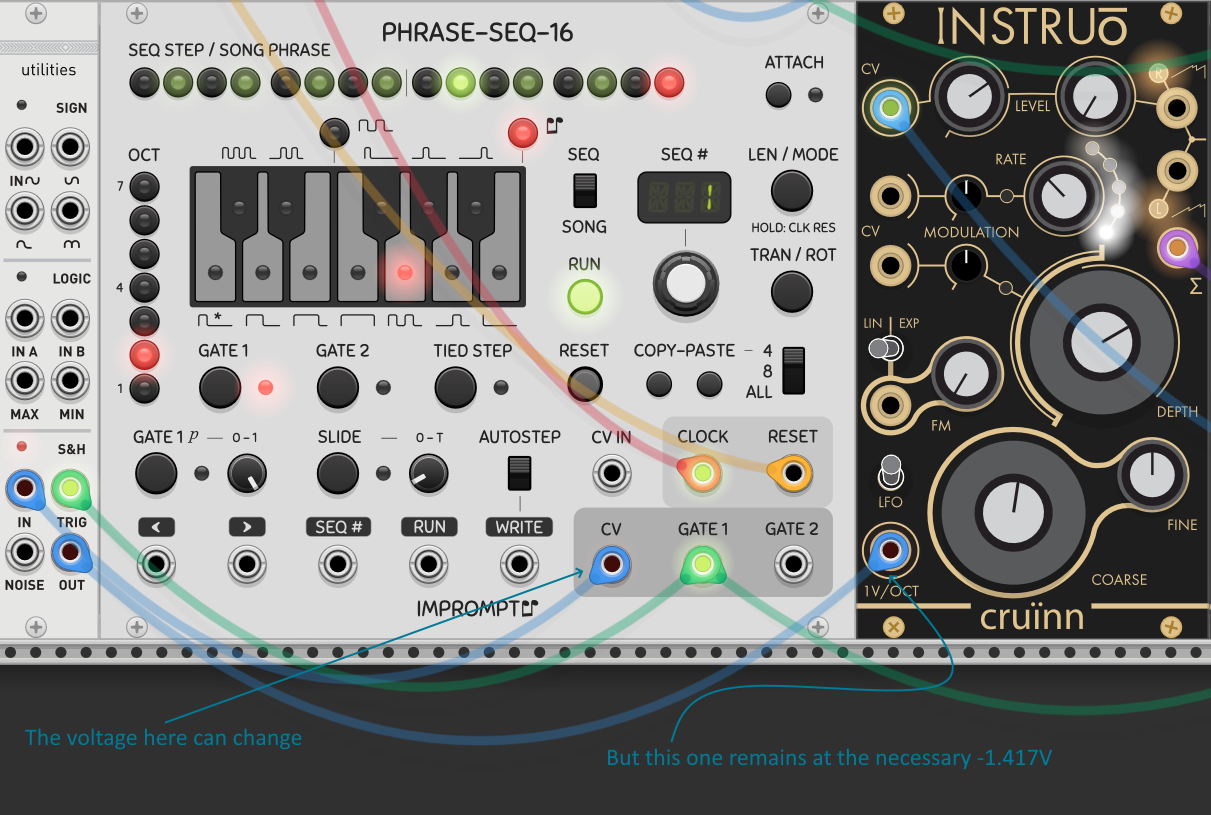 utilities
SIGN
IN
LOGIC
IN A IN B
MAX MIN
S&H
IN TRIG
NOISE OUT
PHRASE-SEQ-16
SEQ STEP / SONG PHRASE
ATTACH
OCT
7
4
1
SEQ
SONG
SEQ #
1
LEN / MODE
HOLD: CLK RES
TRAN / ROT
RUN
*
GATE 1
GATE 2
TIED STEP
RESET
COPY-PASTE
4
8
ALL
GATE 1 p
0-1
SLIDE
0-T
AUTOSTEP
CV IN
CLOCK
RESET
<
>
SEQ #
RUN
WRITE
CV
GATE 1
GATE 2
IMPROMPT
INSTRUŌ
CV
LEVEL
R
RATE
L
CV
MODULATION
Σ
LIN EXP
FM
DEPTH
LFO
FINE
1V/OCT
COARSE
cruïnn
The voltage here can change
But this one remains at the necessary -1.417V